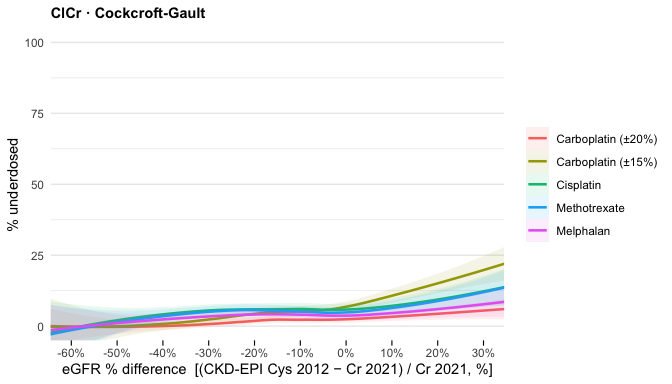 ClCr · Cockcroft-Gault
% underdosed
100
75
50
25
0
-60%
-50%
-40%
-30%
-20%
-10%
0%
10%
20%
30%
eGFR % difference [(CKD-EPI Cys 2012 − Cr 2021) / Cr 2021, %]
Carboplatin (±20%)
Carboplatin (±15%)
Cisplatin
Methotrexate
Melphalan